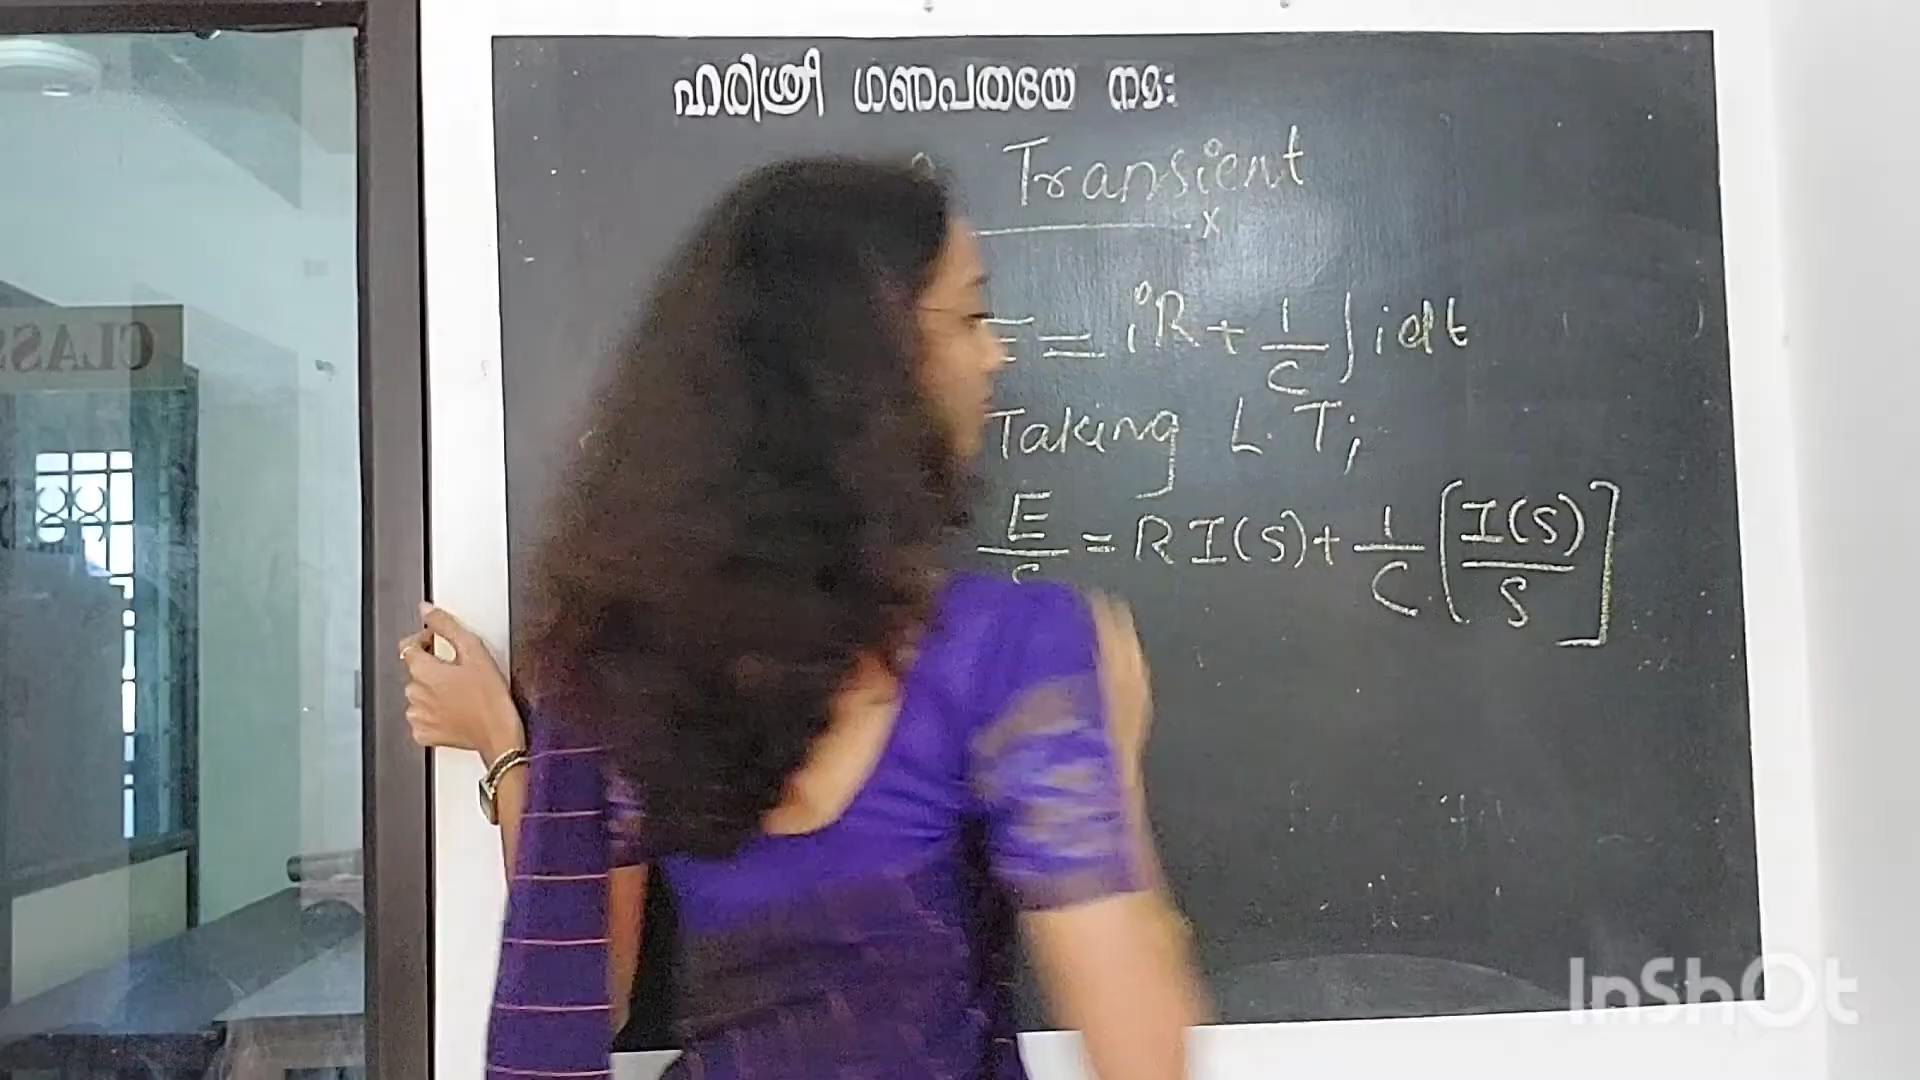 ഹരിശ്രീ ഗണപതയേ നമ:
Transient
x
E = iR + 1/C ∫ i dt
Taking L.T;
E/S = R I(S) + 1/C [I(S)/S]
CLASS
InShOt